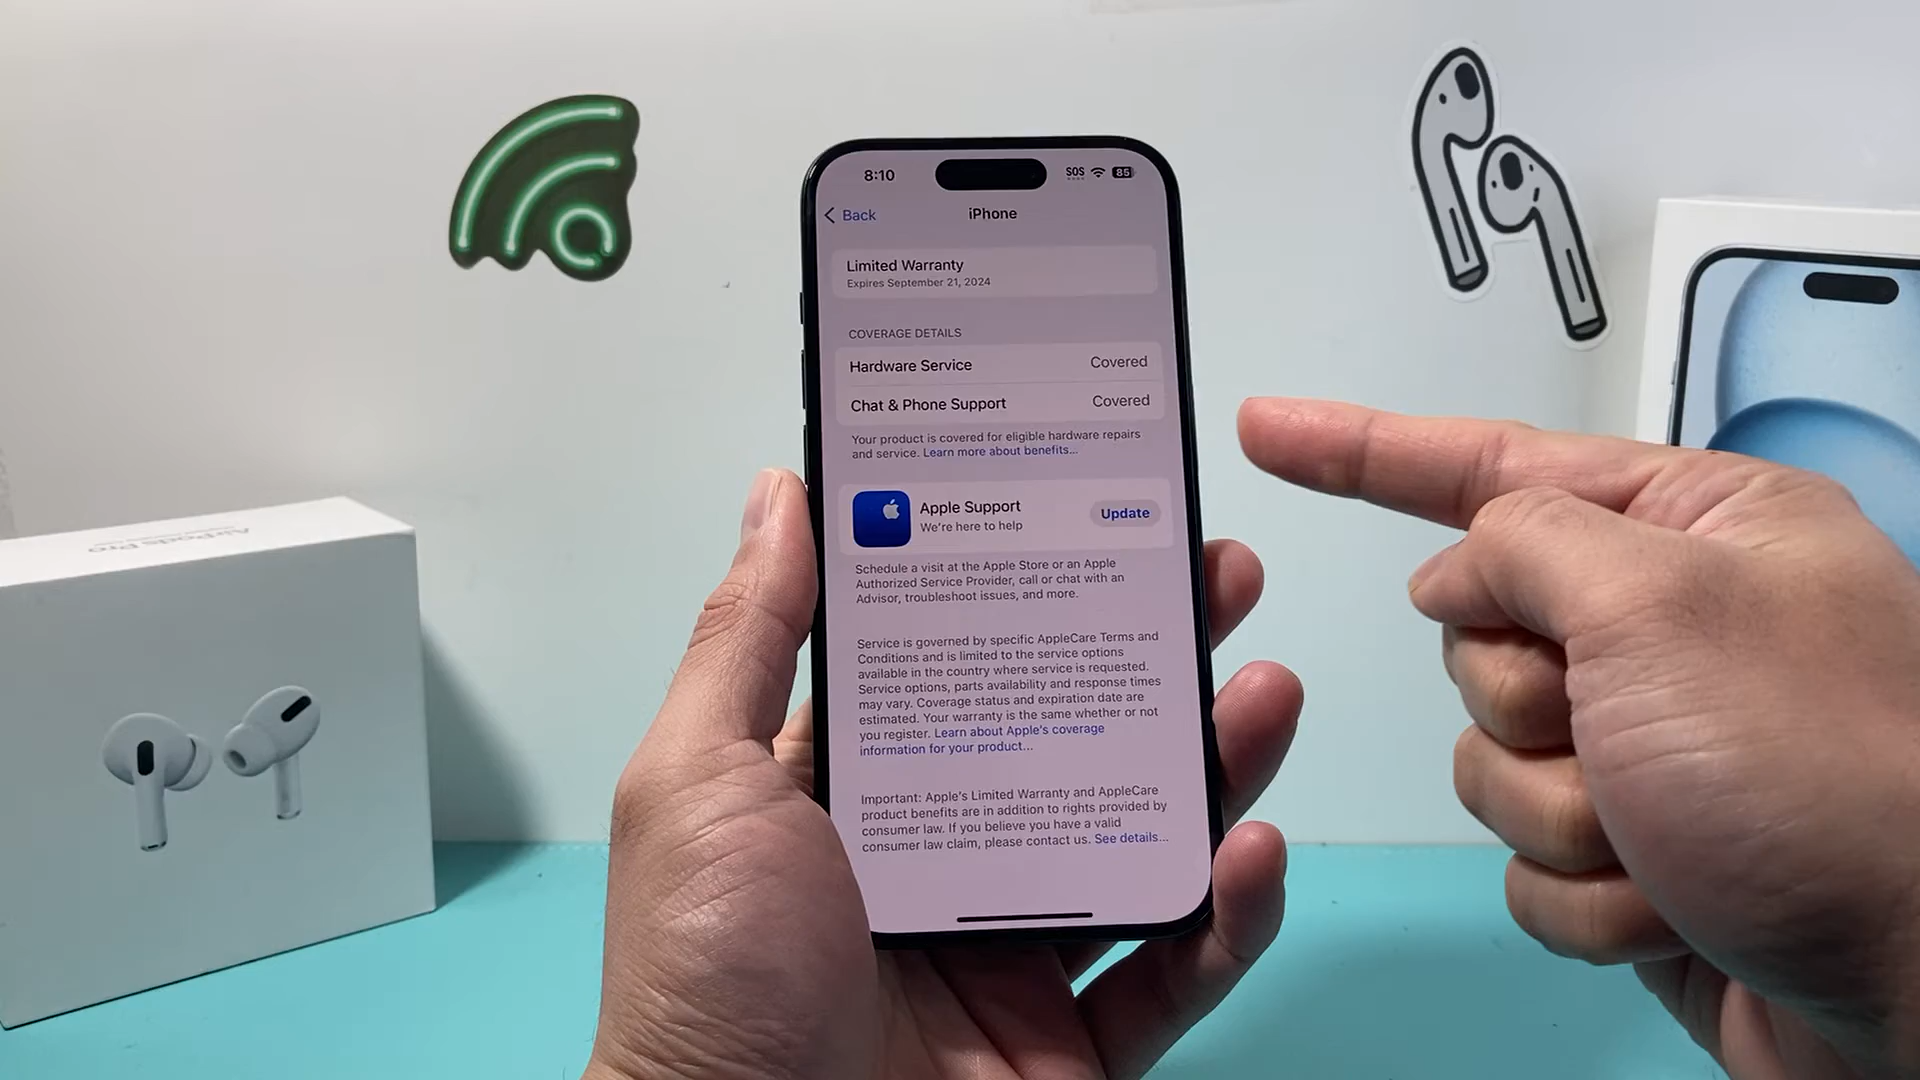 8:10
SOS
85
Back
iPhone
Limited Warranty
Expires September 21, 2024
COVERAGE DETAILS
Hardware Service Covered
Chat & Phone Support Covered
Your product is covered for eligible hardware repairs
and service. Learn more about benefits...
Apple Support
We're here to help
Update
Schedule a visit at the Apple Store or an Apple
Authorized Service Provider, call or chat with an
Advisor, troubleshoot issues, and more.
Service is governed by specific AppleCare Terms and
Conditions and is limited to the service options
available in the country where service is requested.
Service options, parts availability and response times
may vary. Coverage status and expiration date are
estimated. Your warranty is the same whether or not
you register. Learn about Apple's coverage
information for your product...
Important: Apple's Limited Warranty and AppleCare
product benefits are in addition to rights provided by
consumer law. If you believe you have a valid
consumer law claim, please contact us. See details...
AirPods Pro